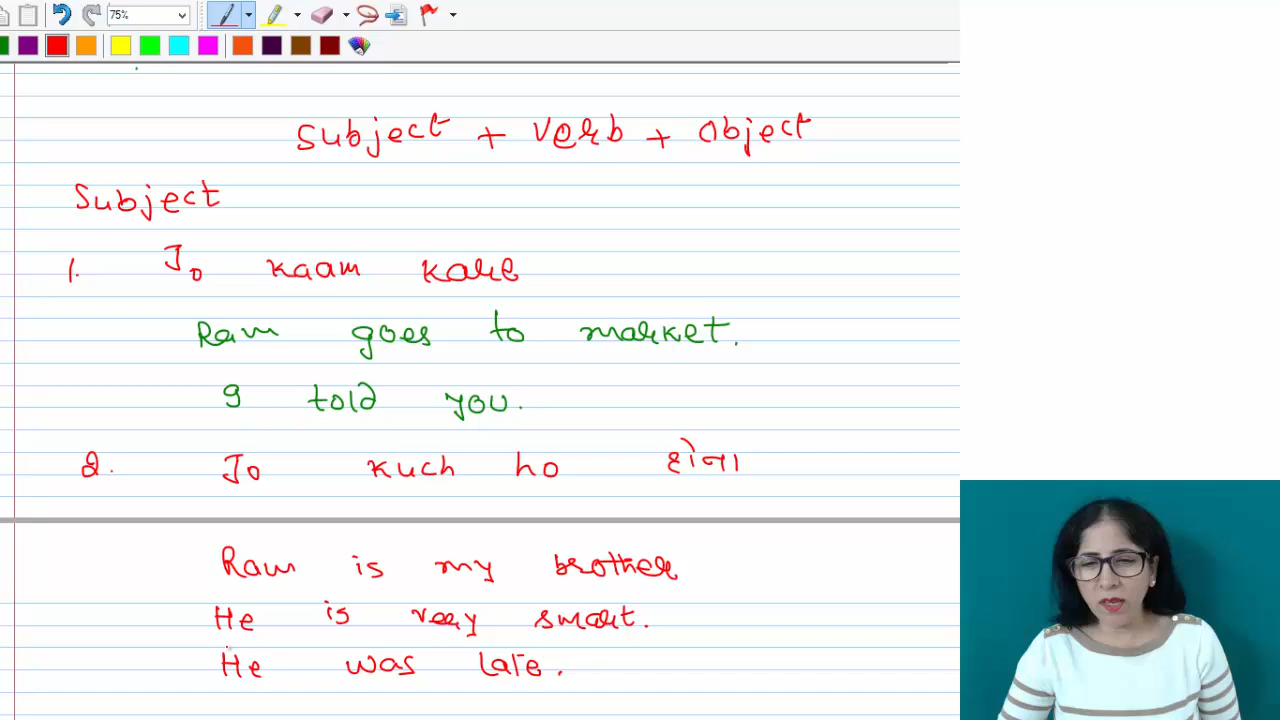 75%
Subject + Verb + Object
Subject
1. Jo kaam kare
Ram goes to market.
I told you.
2. Jo kuch ho होना
Ram is my brother
He is very smart.
He was late.